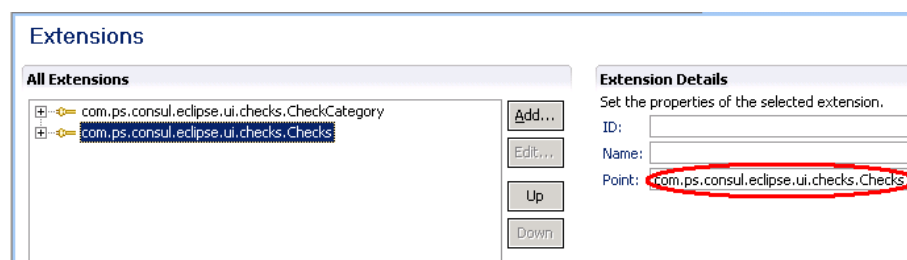 Extensions
All Extensions
com.ps.consul.eclipse.ui.checks.CheckCategory
com.ps.consul.eclipse.ui.checks.Checks
Add...
Edit...
Up
Down
Extension Details
Set the properties of the selected extension.
ID:
Name:
Point: com.ps.consul.eclipse.ui.checks.Checks